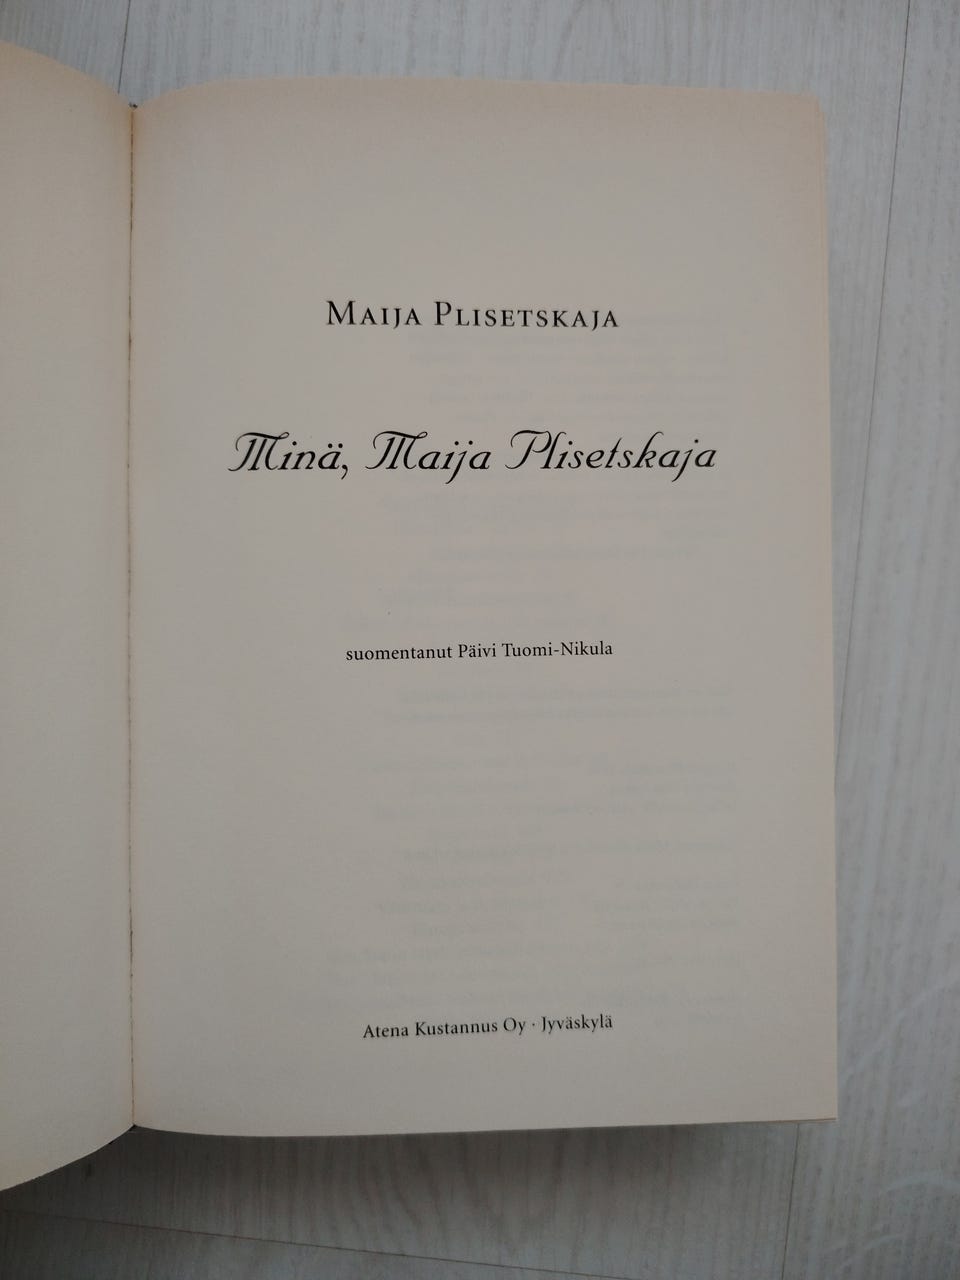 Maija Plisetskaja
Minä, Maija Plisetskaja
suomentanut Päivi Tuomi-Nikula
Atena Kustannus Oy · Jyväskylä